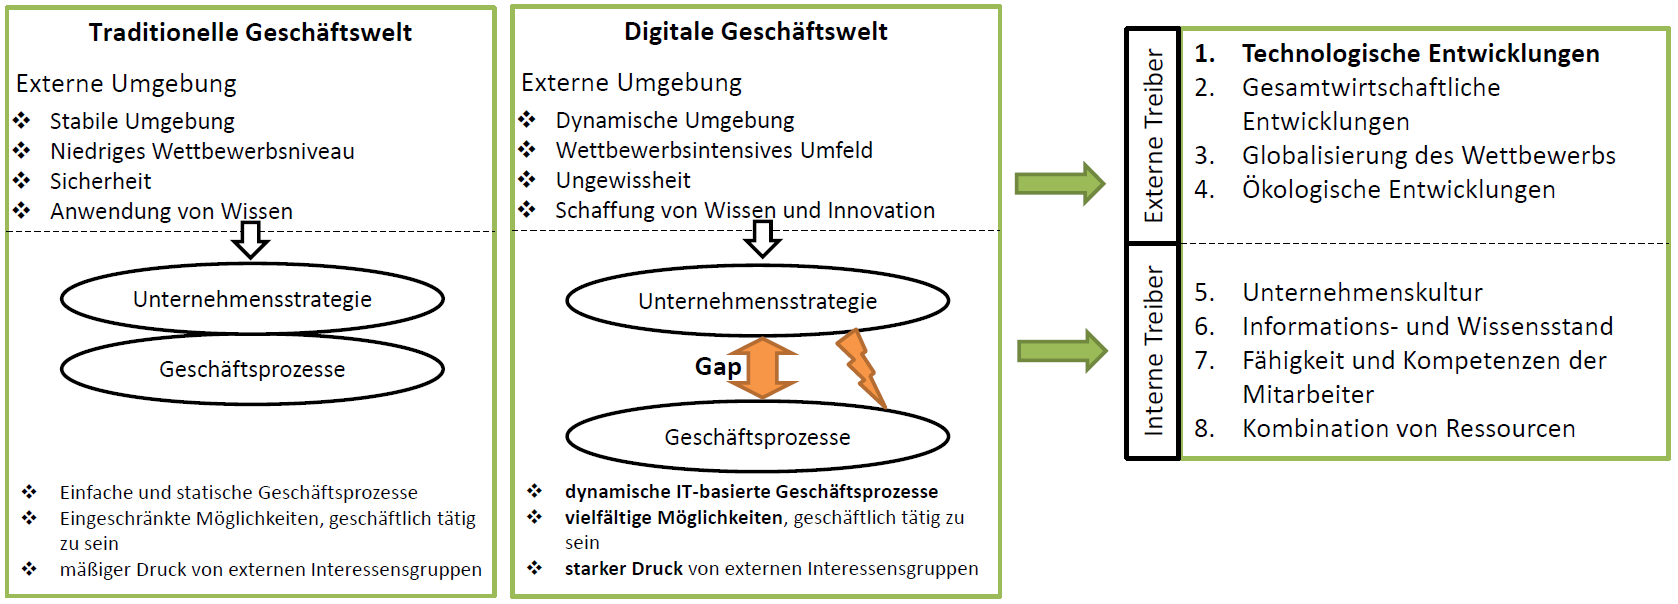 Traditionelle Geschäftswelt
Externe Umgebung
❖ Stabile Umgebung
❖ Niedriges Wettbewerbsniveau
❖ Sicherheit
❖ Anwendung von Wissen
Unternehmensstrategie
Geschäftsprozesse
❖ Einfache und statische Geschäftsprozesse
❖ Eingeschränkte Möglichkeiten, geschäftlich tätig
zu sein
❖ mäßiger Druck von externen Interessensgruppen
Digitale Geschäftswelt
Externe Umgebung
❖ Dynamische Umgebung
❖ Wettbewerbsintensives Umfeld
❖ Ungewissheit
❖ Schaffung von Wissen und Innovation
Unternehmensstrategie
Gap
Geschäftsprozesse
❖ dynamische IT-basierte Geschäftsprozesse
❖ vielfältige Möglichkeiten, geschäftlich tätig zu
sein
❖ starker Druck von externen Interessensgruppen
Externe Treiber
1. Technologische Entwicklungen
2. Gesamtwirtschaftliche
Entwicklungen
3. Globalisierung des Wettbewerbs
4. Ökologische Entwicklungen
Interne Treiber
5. Unternehmenskultur
6. Informations- und Wissensstand
7. Fähigkeit und Kompetenzen der
Mitarbeiter
8. Kombination von Ressourcen